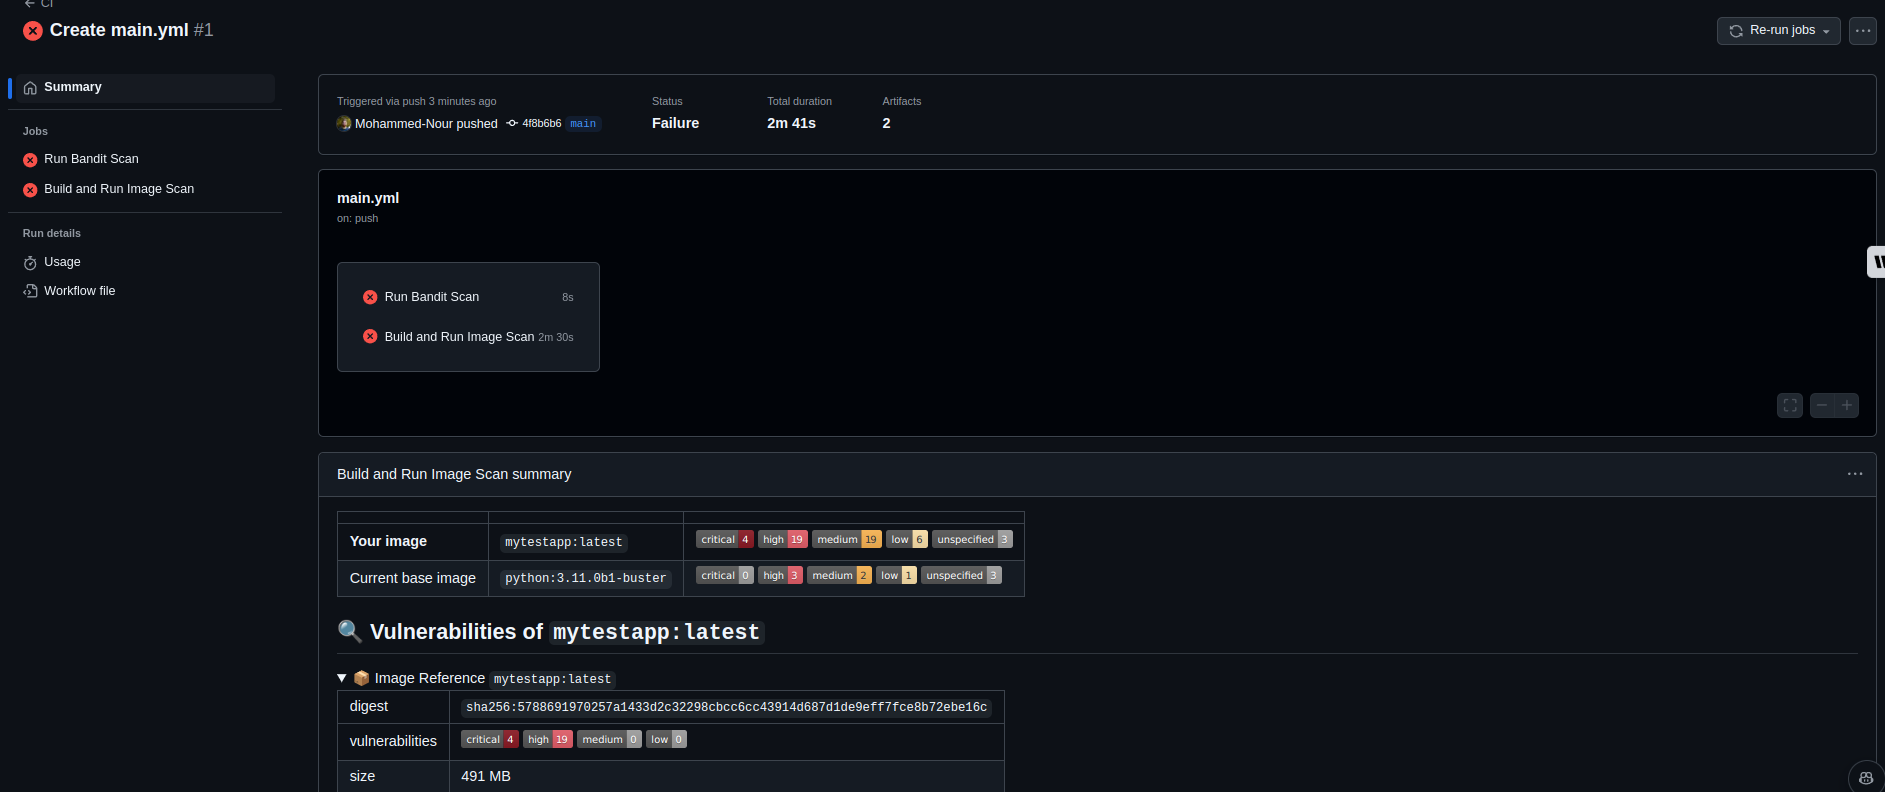 CI
Create main.yml #1
Re-run jobs
Summary
Jobs
Run Bandit Scan
Build and Run Image Scan
Run details
Usage
Workflow file
Triggered via push 3 minutes ago
Mohammed-Nour pushed 4f8b6b6 main
Status
Failure
Total duration
2m 41s
Artifacts
2
main.yml
on: push
Run Bandit Scan 8s
Build and Run Image Scan 2m 30s
Build and Run Image Scan summary
Your image mytestapp:latest critical 4 high 19 medium 19 low 6 unspecified 3
Current base image python:3.11.0b1-buster critical 0 high 3 medium 2 low 1 unspecified 3
Vulnerabilities of mytestapp:latest
Image Reference mytestapp:latest
digest sha256:5788691970257a1433d2c32298cbcc6cc43914d687d1de9eff7fce8b72ebe16c
vulnerabilities critical 4 high 19 medium 0 low 0
size 491 MB